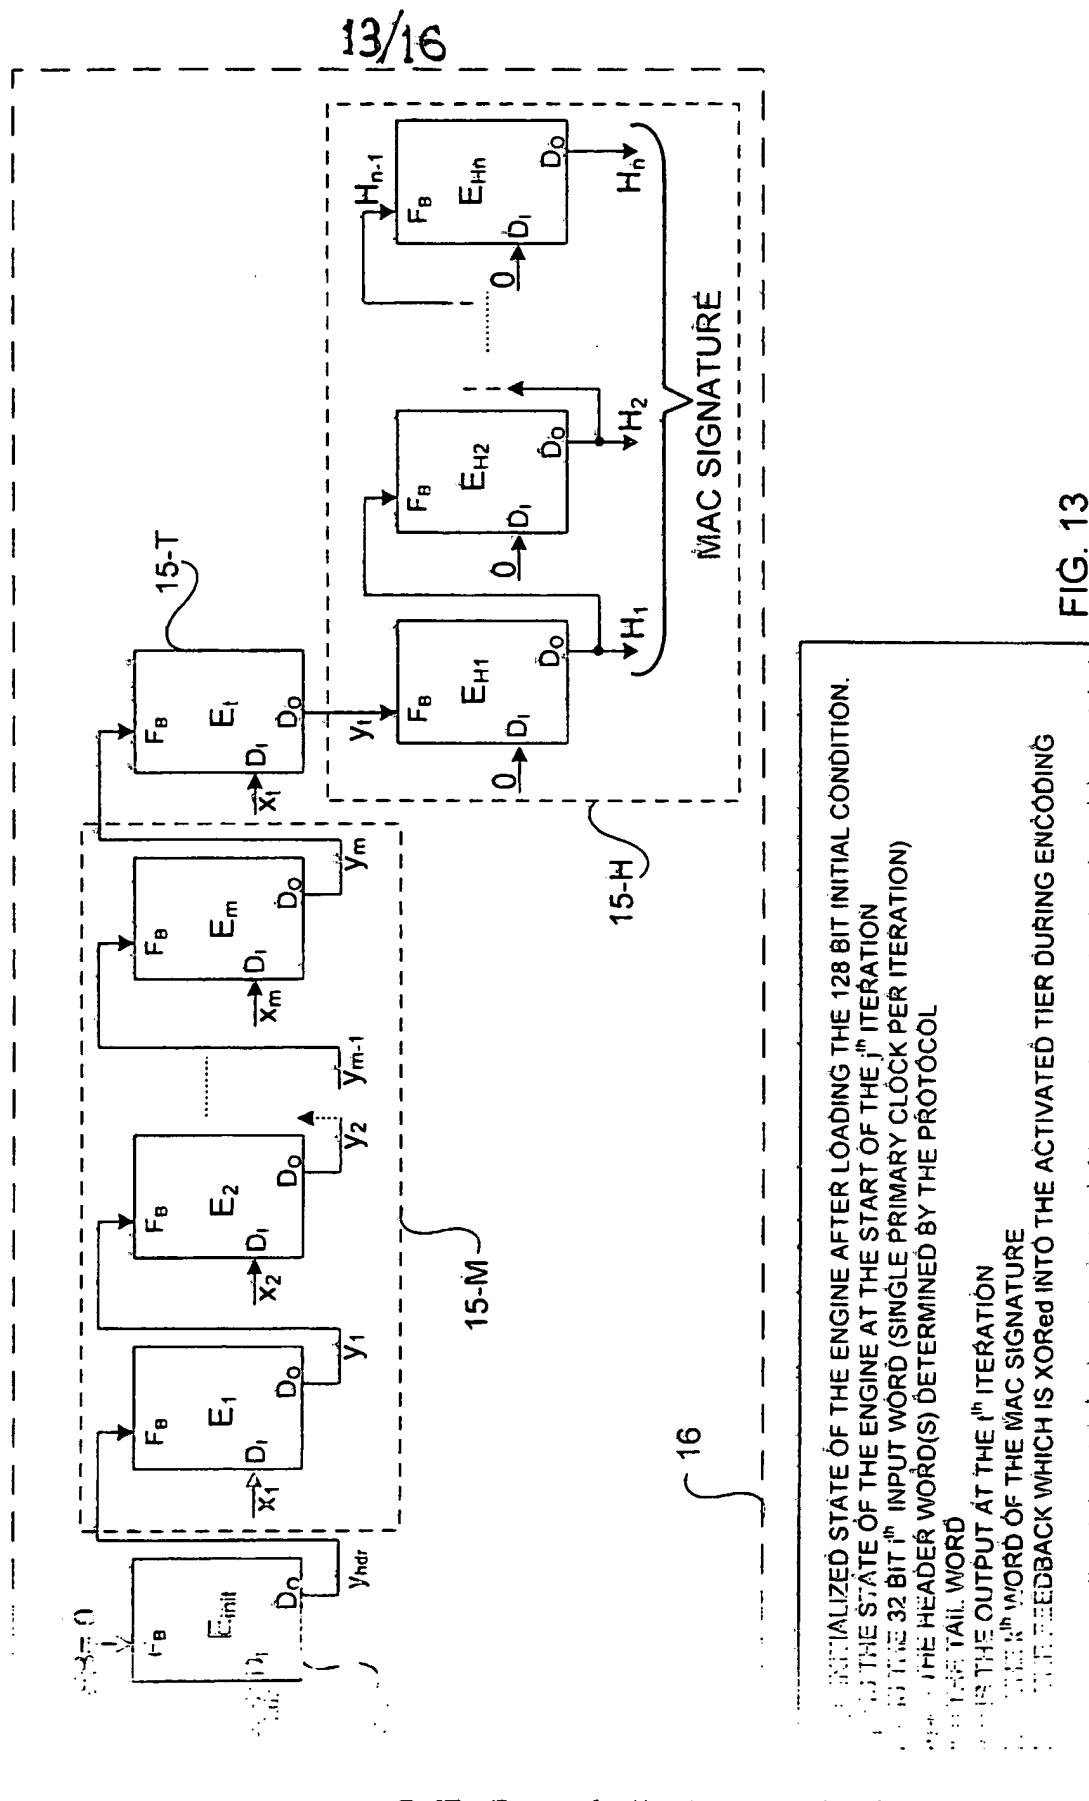 13/16
F_B
E_init
D_O
y_hdr
F_B
E_1
D_I
D_O
x_1
y_1
F_B
E_2
D_I
D_O
x_2
y_2
y_m-1
F_B
E_m
D_I
D_O
x_m
y_m
F_B
E_t
D_I
D_O
x_t
y_t
15-T
15-M
F_B
E_H1
D_I
D_O
0
H_1
F_B
E_H2
D_I
D_O
0
H_2
H_n-1
F_B
E_Hn
D_I
D_O
0
H_n
MAC SIGNATURE
15-H
16
INITIALIZED STATE OF THE ENGINE AFTER LOADING THE 128 BIT INITIAL CONDITION.
THE STATE OF THE ENGINE AT THE START OF THE j^th ITERATION
THE 32 BIT i^th INPUT WORD (SINGLE PRIMARY CLOCK PER ITERATION)
THE HEADER WORD(S) DETERMINED BY THE PROTOCOL
THE TAIL WORD
THE OUTPUT AT THE i^th ITERATION
WORD OF THE MAC SIGNATURE
FEEDBACK WHICH IS XORed INTO THE ACTIVATED TIER DURING ENCODING
FIG. 13